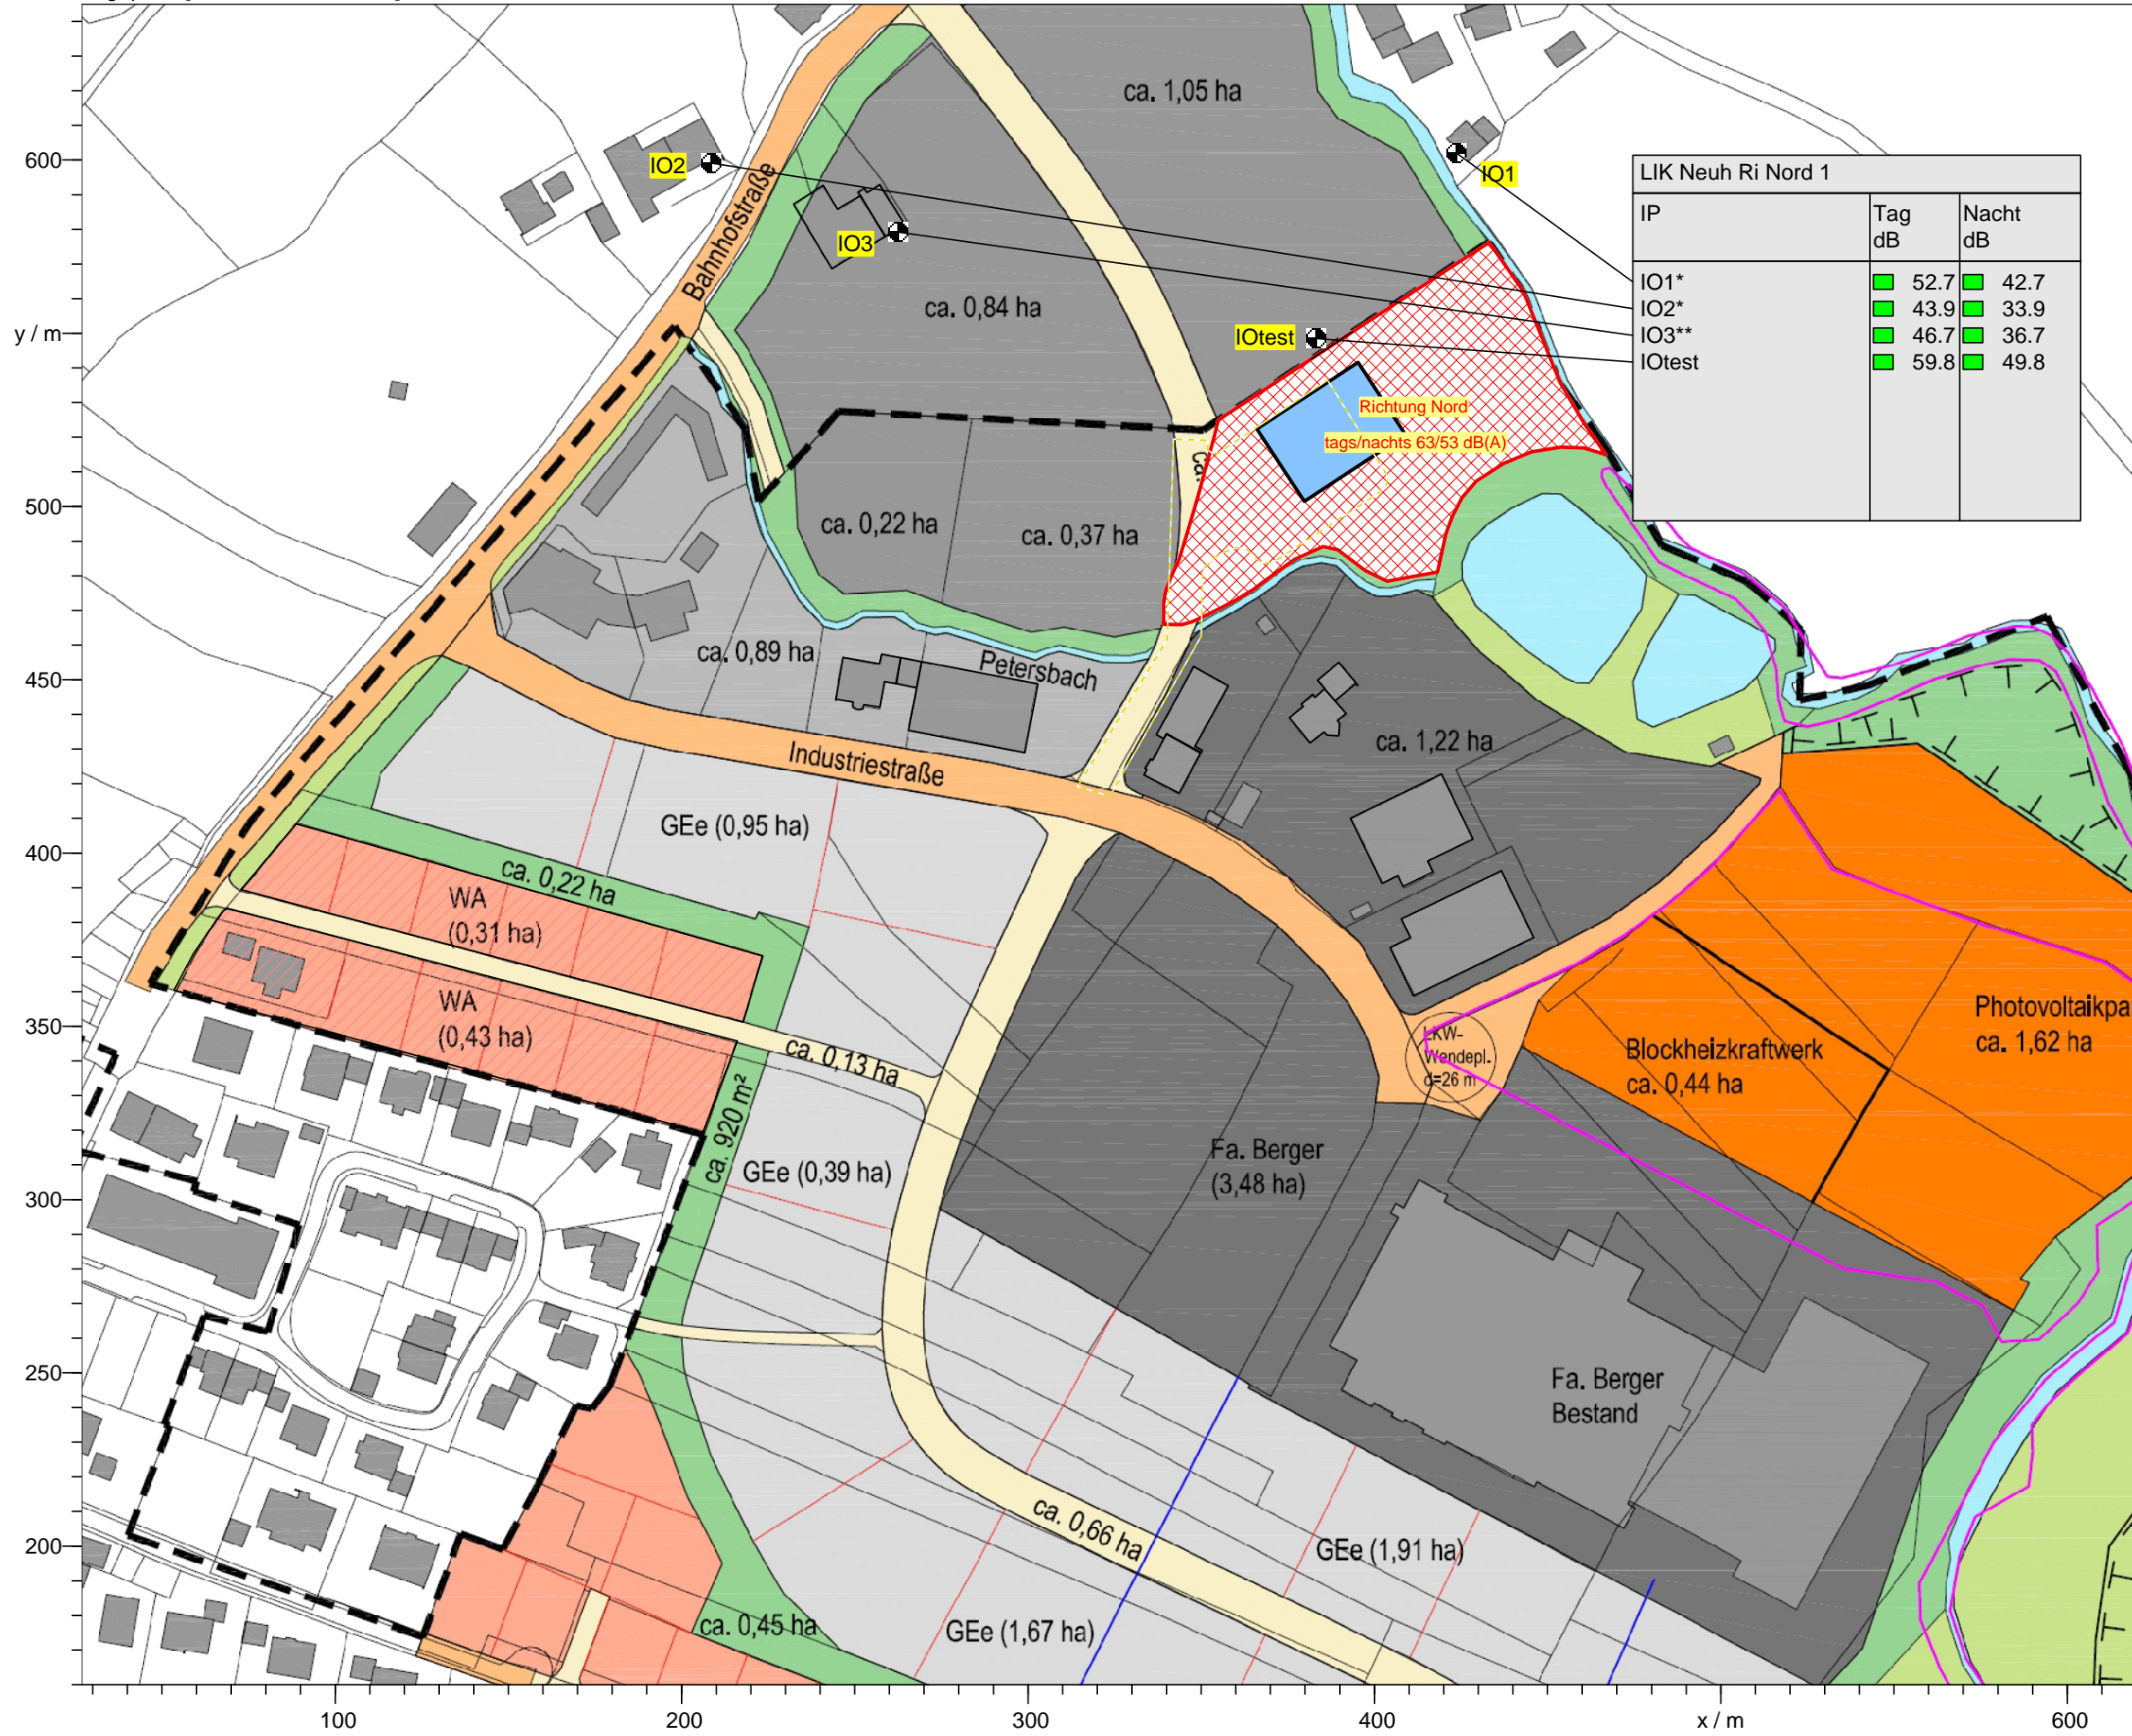 ca. 1,05 ha
600
IO2
IO1
LIK Neuh Ri Nord 1
IP
Tag
dB
Nacht
dB
Bahnhofstraße
IO3
IO1* 52.7 42.7
IO2* 43.9 33.9
IO3** 46.7 36.7
IOtest 59.8 49.8
ca. 0,84 ha
y / m
IOtest
Richtung Nord
tags/nachts 63/53 dB(A)
ca.
500
ca. 0,22 ha
ca. 0,37 ha
450
ca. 0,89 ha
Petersbach
ca. 1,22 ha
Industriestraße
400
GEe (0,95 ha)
ca. 0,22 ha
WA
(0,31 ha)
WA
(0,43 ha)
350
ca. 0,13 ha
LKW-
Wendepl.
d=26 m
Blockheizkraftwerk
ca. 0,44 ha
Photovoltaikpa
ca. 1,62 ha
ca. 920 m²
300
GEe (0,39 ha)
Fa. Berger
(3,48 ha)
250
Fa. Berger
Bestand
200
ca. 0,66 ha
GEe (1,91 ha)
ca. 0,45 ha
GEe (1,67 ha)
100
200
300
400
x / m
600